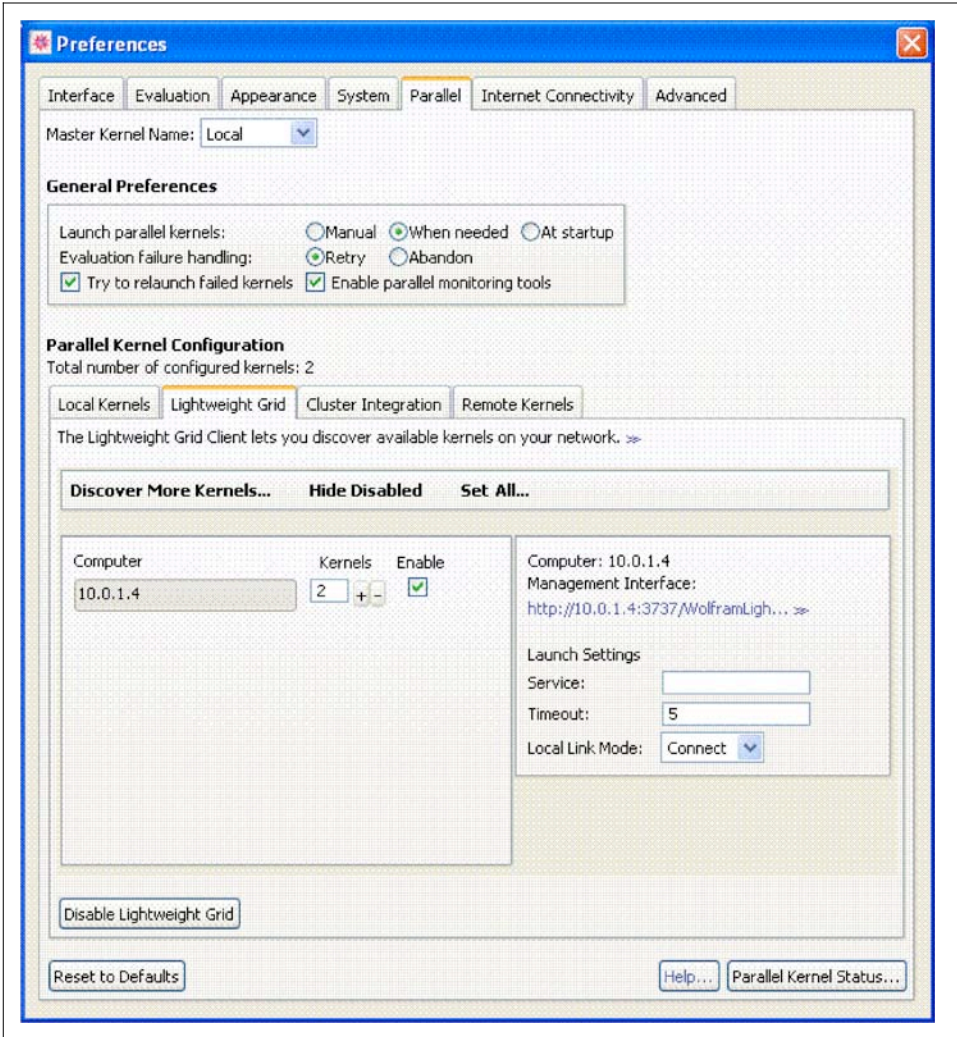 Preferences
Interface Evaluation Appearance System Parallel Internet Connectivity Advanced
Master Kernel Name: Local
General Preferences
Launch parallel kernels: Manual When needed At startup
Evaluation failure handling: Retry Abandon
Try to relaunch failed kernels Enable parallel monitoring tools
Parallel Kernel Configuration
Total number of configured kernels: 2
Local Kernels Lightweight Grid Cluster Integration Remote Kernels
The Lightweight Grid Client lets you discover available kernels on your network. >>
Discover More Kernels... Hide Disabled Set All...
Computer Kernels Enable
10.0.1.4 2 + -
Computer: 10.0.1.4
Management Interface:
http://10.0.1.4:3737/WolframLigh... >>
Launch Settings
Service:
Timeout: 5
Local Link Mode: Connect
Disable Lightweight Grid
Reset to Defaults Help... Parallel Kernel Status...